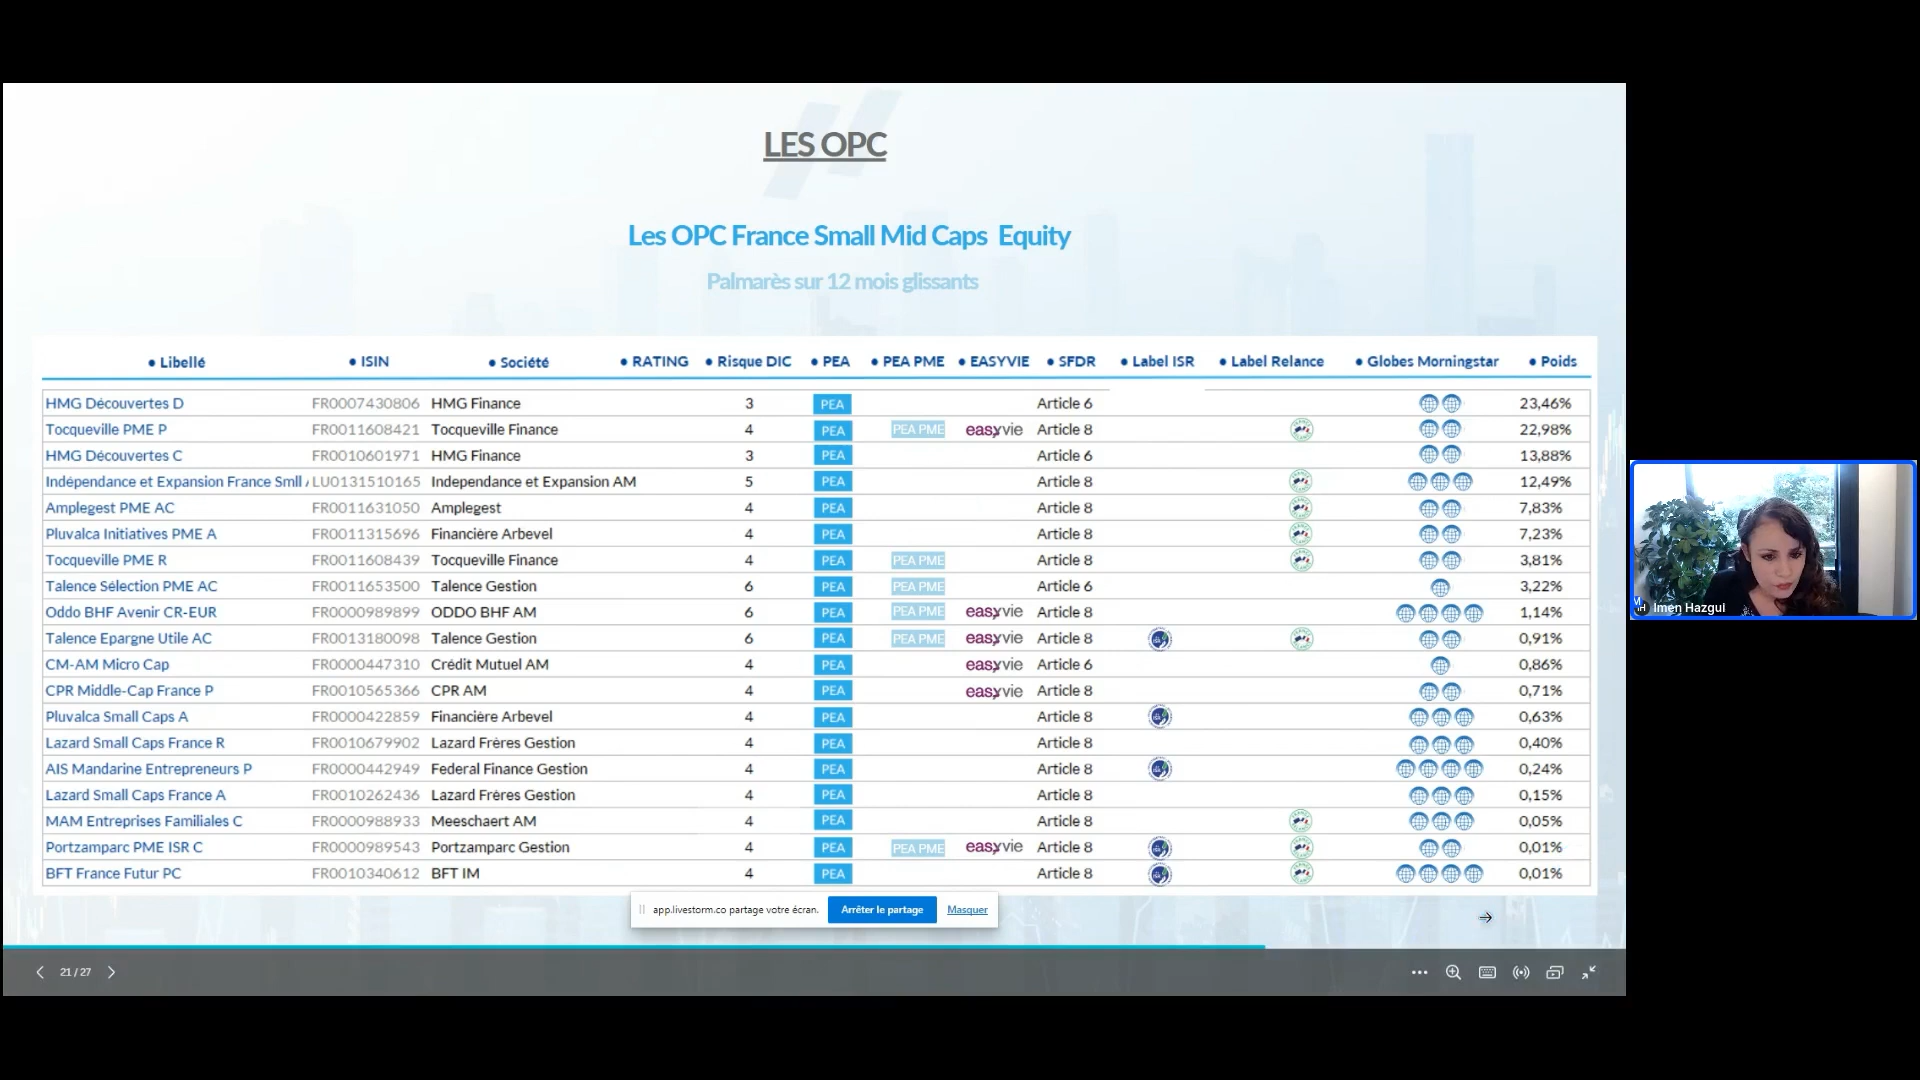 LES OPC
Les OPC France Small Mid Caps Equity
Palmarès sur 12 mois glissants
• Libellé • ISIN • Société • RATING • Risque DIC • PEA • PEA PME • EASYVIE • SFDR • Label ISR • Label Relance • Globes Morningstar • Poids
HMG Découvertes D FR0007430806 HMG Finance 3 PEA Article 6 23,46%
Tocqueville PME P FR0011608421 Tocqueville Finance 4 PEA PEA PME easyvie Article 8 22,98%
HMG Découvertes C FR0010601971 HMG Finance 3 PEA Article 6 13,88%
Indépendance et Expansion France Smll LU0131510165 Independance et Expansion AM 5 PEA Article 8 12,49%
Amplegest PME AC FR0011631050 Amplegest 4 PEA Article 8 7,83%
Pluvalca Initiatives PME A FR0011315696 Financière Arbevel 4 PEA Article 8 7,23%
Tocqueville PME R FR0011608439 Tocqueville Finance 4 PEA PEA PME Article 8 3,81%
Talence Sélection PME AC FR0011653500 Talence Gestion 6 PEA PEA PME Article 6 3,22%
Oddo BHF Avenir CR-EUR FR0000989899 ODDO BHF AM 6 PEA PEA PME easyvie Article 8 1,14%
Talence Epargne Utile AC FR0013180098 Talence Gestion 6 PEA PEA PME easyvie Article 8 0,91%
CM-AM Micro Cap FR0000447310 Crédit Mutuel AM 4 PEA easyvie Article 6 0,86%
CPR Middle-Cap France P FR0010565366 CPR AM 4 PEA easyvie Article 8 0,71%
Pluvalca Small Caps A FR0000422859 Financière Arbevel 4 PEA Article 8 0,63%
Lazard Small Caps France R FR0010679902 Lazard Frères Gestion 4 PEA Article 8 0,40%
AIS Mandarine Entrepreneurs P FR0000442949 Federal Finance Gestion 4 PEA Article 8 0,24%
Lazard Small Caps France A FR0010262436 Lazard Frères Gestion 4 PEA Article 8 0,15%
MAM Entreprises Familiales C FR0000988933 Meeschaert AM 4 PEA Article 8 0,05%
Portzamparc PME ISR C FR0000989543 Portzamparc Gestion 4 PEA PEA PME easyvie Article 8 0,01%
BFT France Futur PC FR0010340612 BFT IM 4 PEA Article 8 0,01%
app.livestorm.co partage votre écran. Arrêter le partage Masquer
21 / 27
Imen Hazgui